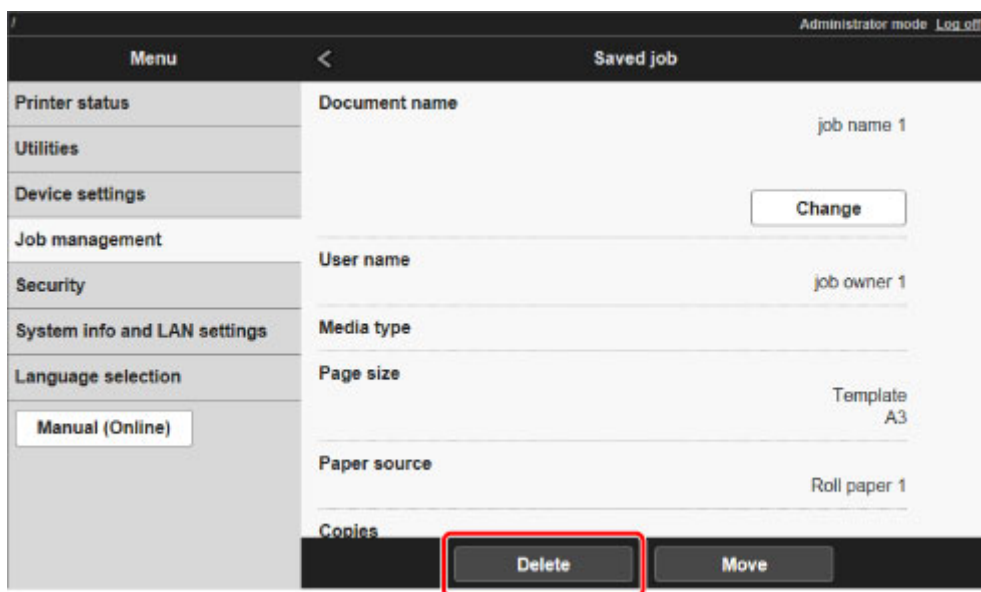 /
Administrator mode Log off
Menu
<
Saved job
Printer status
Utilities
Device settings
Job management
Security
System info and LAN settings
Language selection
Manual (Online)
Document name
job name 1
Change
User name
job owner 1
Media type
Page size
Template
A3
Paper source
Roll paper 1
Copies
Delete
Move